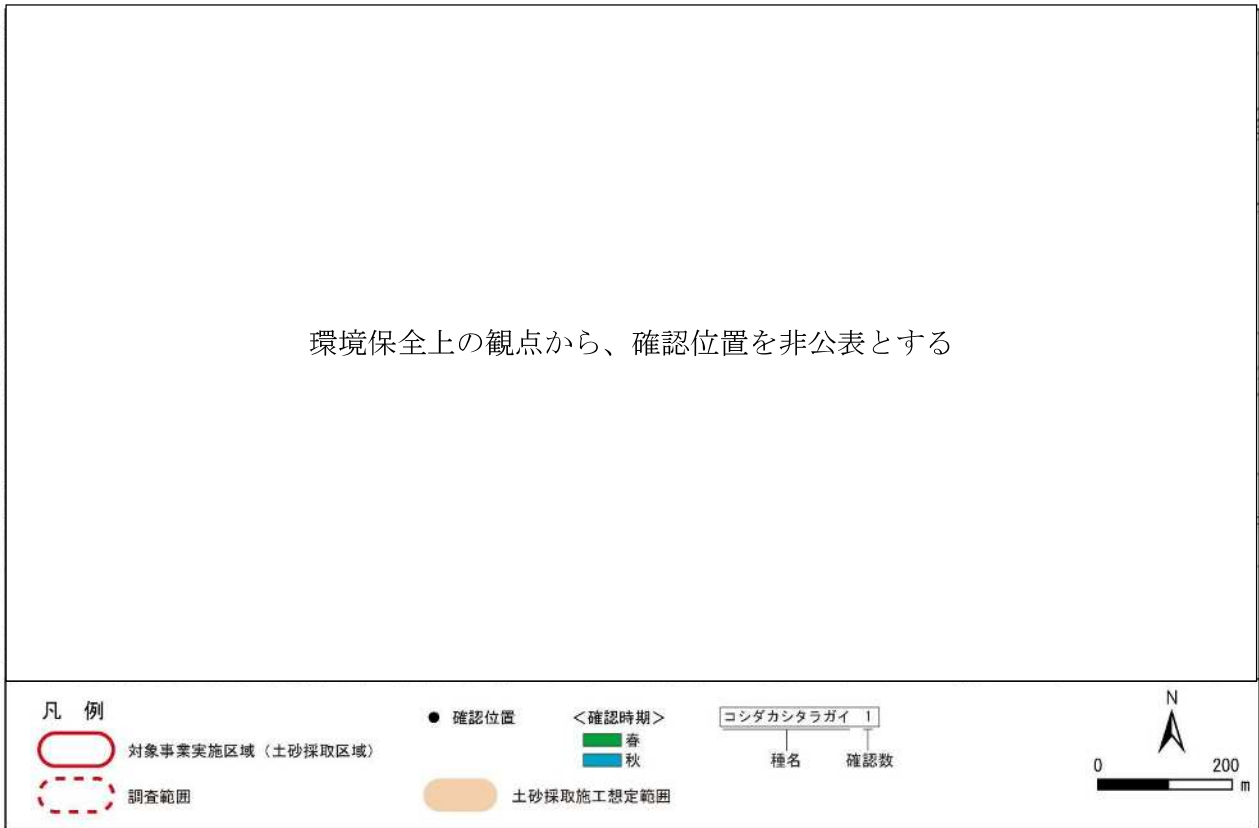 環境保全上の観点から、確認位置を非公表とする
凡 例
対象事業実施区域（土砂採取区域）
調査範囲
● 確認位置
＜確認時期＞
春
秋
土砂採取施工想定範囲
コシダカシタラガイ 1
種名 確認数
N
0 200
m